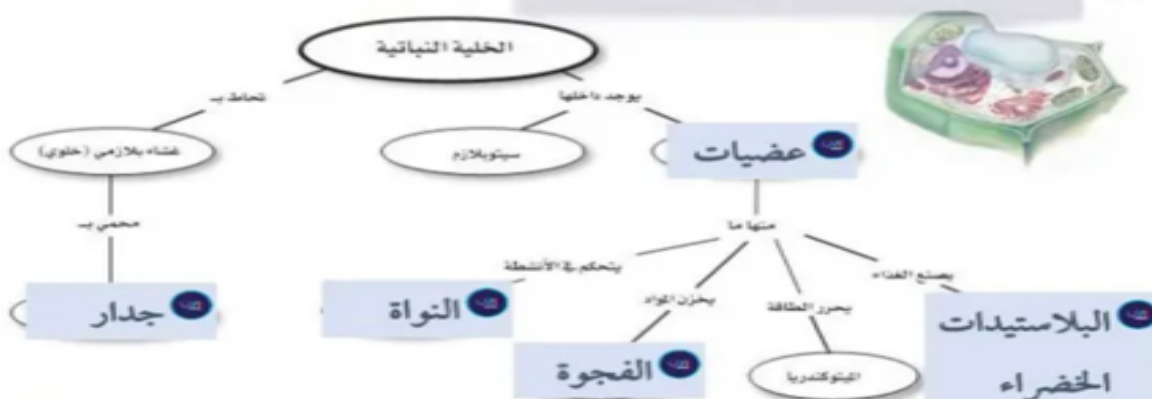 الخلية النباتية
تحاط بـ
يوجد داخلها
غشاء بلازمي (خلوي)
سيتوبلازم
عضيات
محمي بـ
منها ما
يتحكم في الأنشطة
يخزن المواد
يحرر الطاقة
يصنع الغذاء
جدار
النواة
الفجوة
الميتوكندريا
البلاستيدات
الخضراء